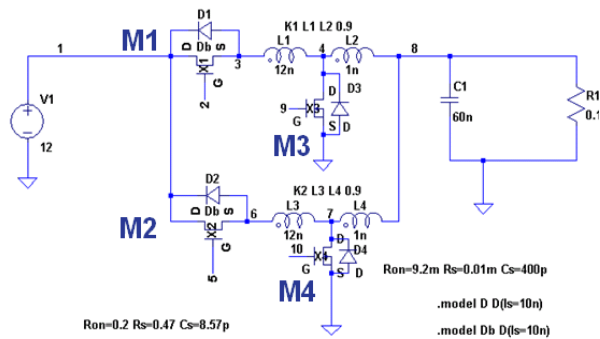 M1
D1
D
Db
S
X1
G
2
1
3
K1 L1 L2 0.9
L1
12n
4
L2
1n
8
V1
12
9
G
X3
D
S
D3
D
M3
C1
60n
R1
0.1
M2
D2
D
Db
S
X2
G
5
6
K2 L3 L4 0.9
L3
12n
7
L4
1n
10
G
X4
D
S
D4
D
M4
Ron=9.2m Rs=0.01m Cs=400p
.model D D(Is=10n)
.model Db D(Is=10n)
Ron=0.2 Rs=0.47 Cs=8.57p